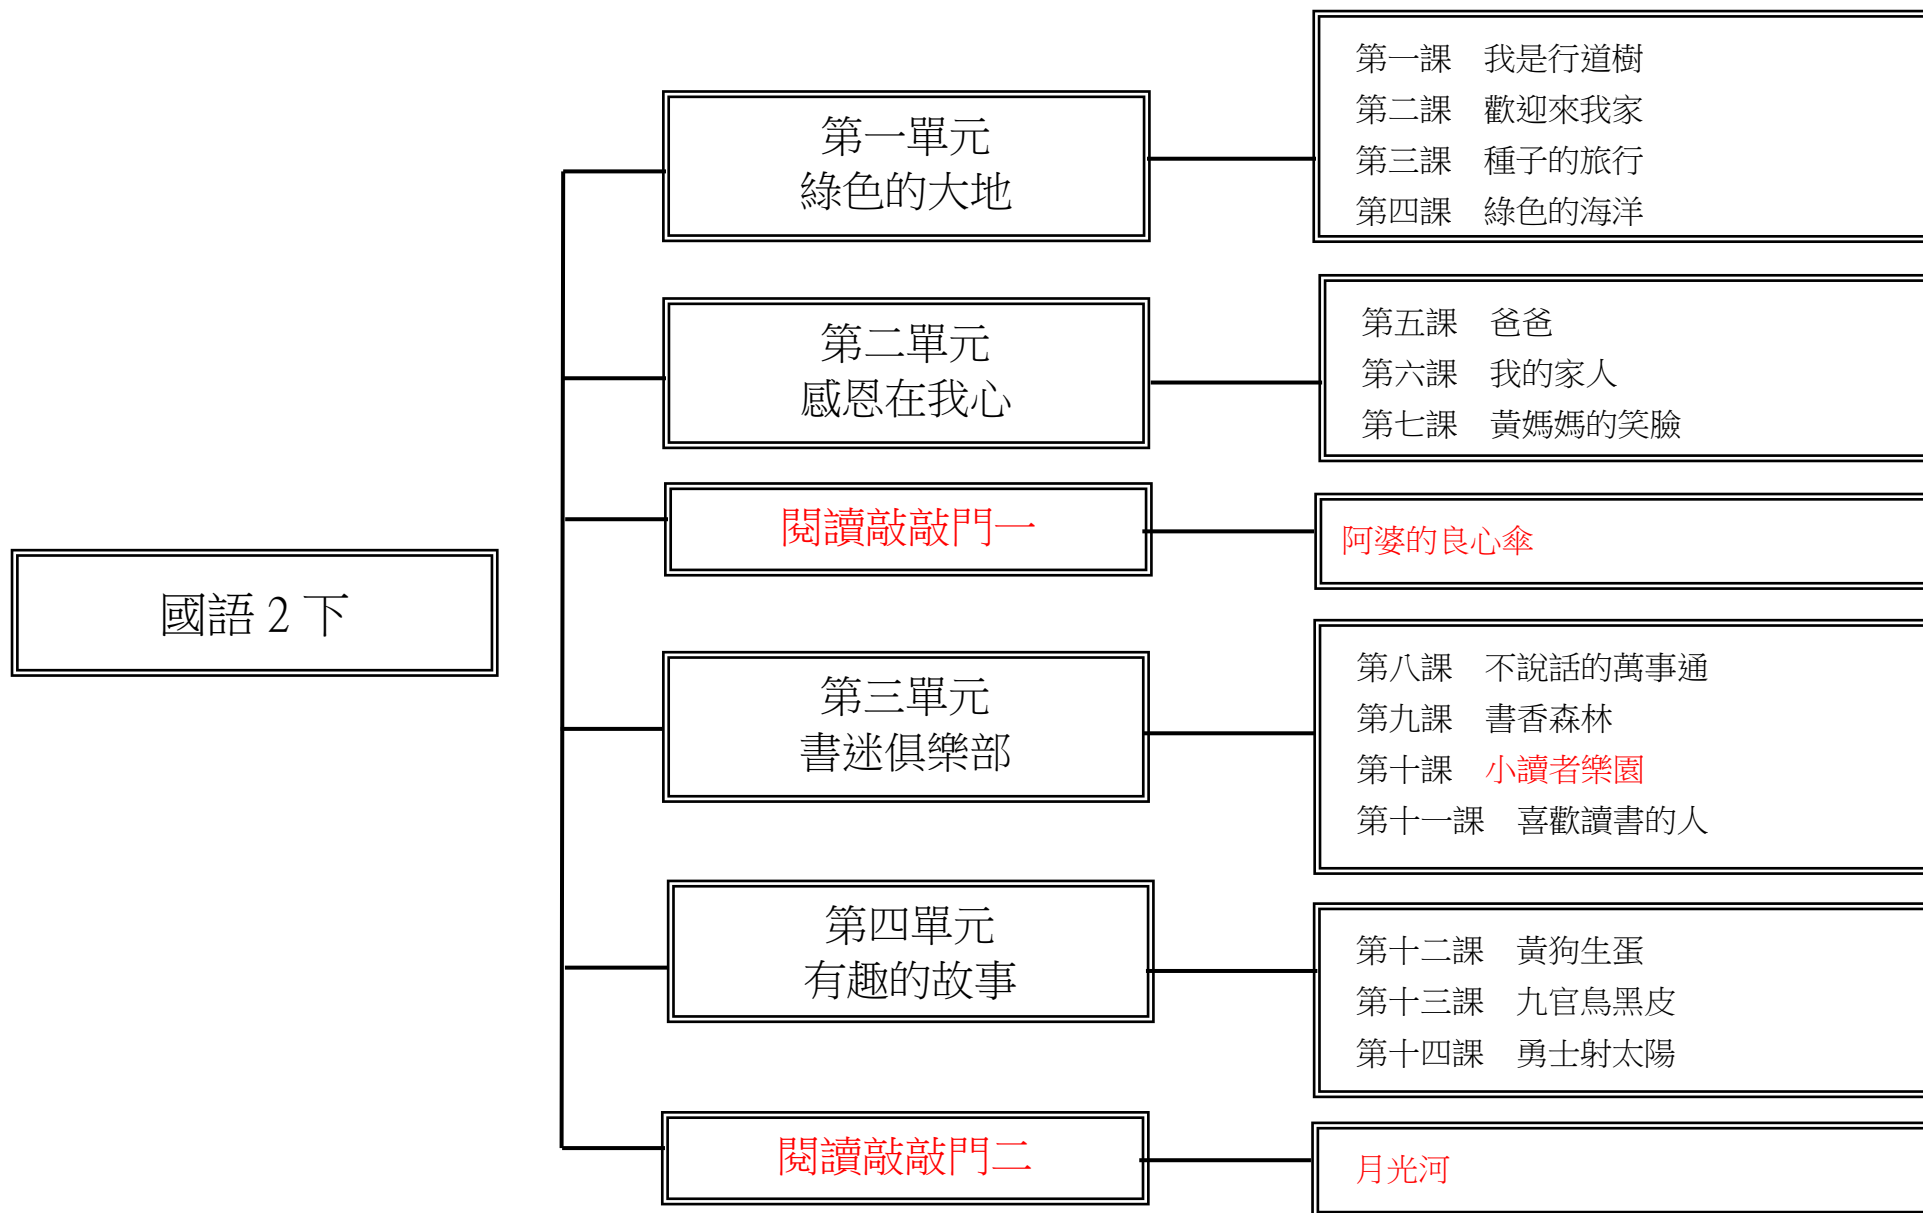 國語 2 下
第一單元
綠色的大地
第一課　我是行道樹
第二課　歡迎來我家
第三課　種子的旅行
第四課　綠色的海洋
第二單元
感恩在我心
第五課　爸爸
第六課　我的家人
第七課　黃媽媽的笑臉
閱讀敲敲門一
阿婆的良心傘
第三單元
書迷俱樂部
第八課　不說話的萬事通
第九課　書香森林
第十課　小讀者樂園
第十一課　喜歡讀書的人
第四單元
有趣的故事
第十二課　黃狗生蛋
第十三課　九官鳥黑皮
第十四課　勇士射太陽
閱讀敲敲門二
月光河